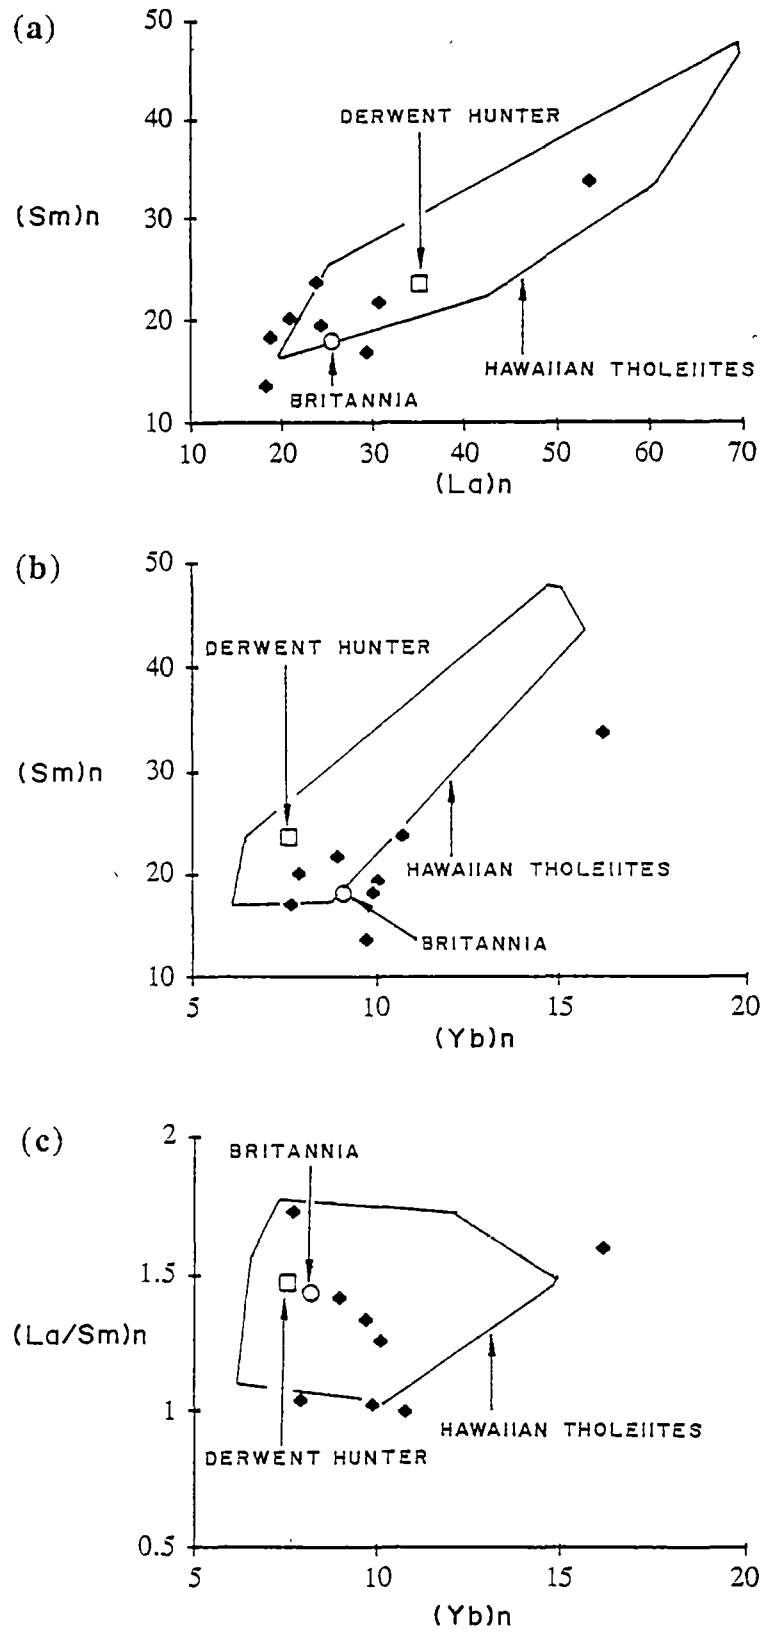 (a)
50
40
30
20
10
(Sm)n
DERWENT HUNTER
HAWAIIAN THOLEIITES
BRITANNIA
10 20 30 40 50 60 70
(La)n
(b)
50
40
30
20
10
(Sm)n
DERWENT HUNTER
HAWAIIAN THOLEIITES
BRITANNIA
5 10 15 20
(Yb)n
(c)
2
1.5
1
0.5
(La/Sm)n
BRITANNIA
HAWAIIAN THOLEIITES
DERWENT HUNTER
5 10 15 20
(Yb)n